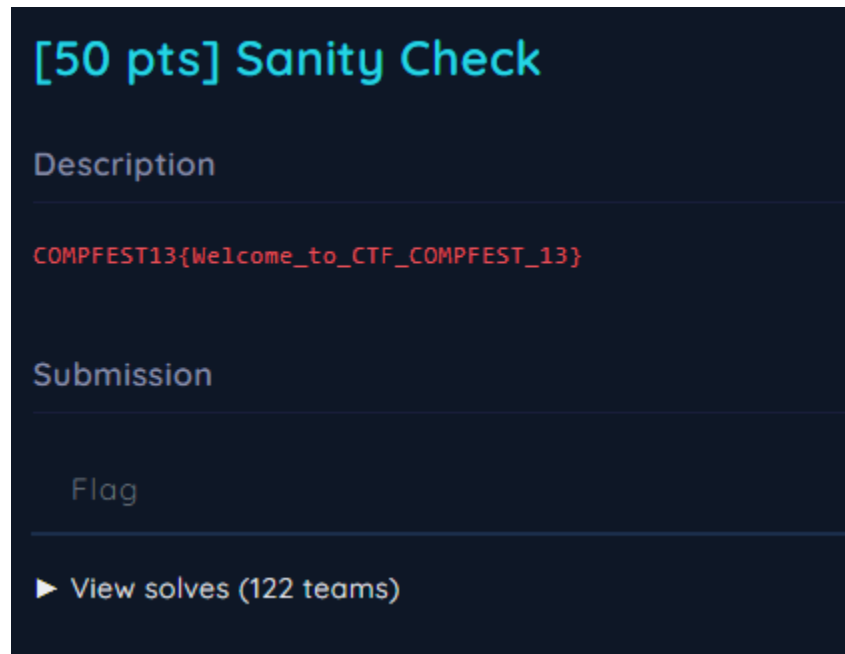 [50 pts] Sanity Check
Description
COMPFEST13{Welcome_to_CTF_COMPFEST_13}
Submission
Flag
► View solves (122 teams)